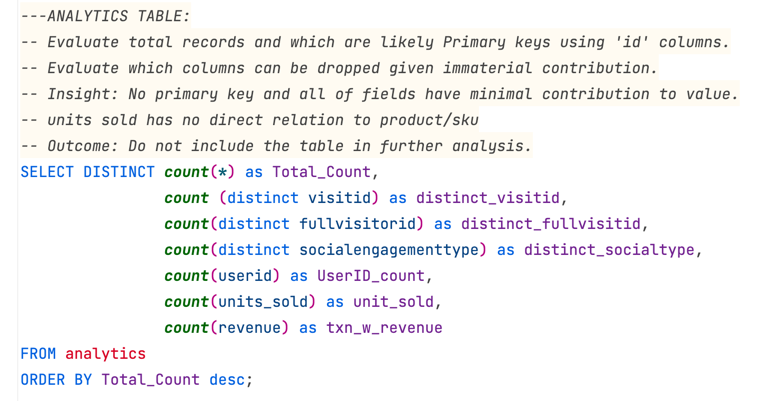 ---ANALYTICS TABLE:
-- Evaluate total records and which are likely Primary keys using 'id' columns.
-- Evaluate which columns can be dropped given immaterial contribution.
-- Insight: No primary key and all of fields have minimal contribution to value.
-- units sold has no direct relation to product/sku
-- Outcome: Do not include the table in further analysis.
SELECT DISTINCT count(*) as Total_Count,
count (distinct visitid) as distinct_visitid,
count(distinct fullvisitorid) as distinct_fullvisitid,
count(distinct socialengagementtype) as distinct_socialtype,
count(userid) as UserID_count,
count(units_sold) as unit_sold,
count(revenue) as txn_w_revenue
FROM analytics
ORDER BY Total_Count desc;